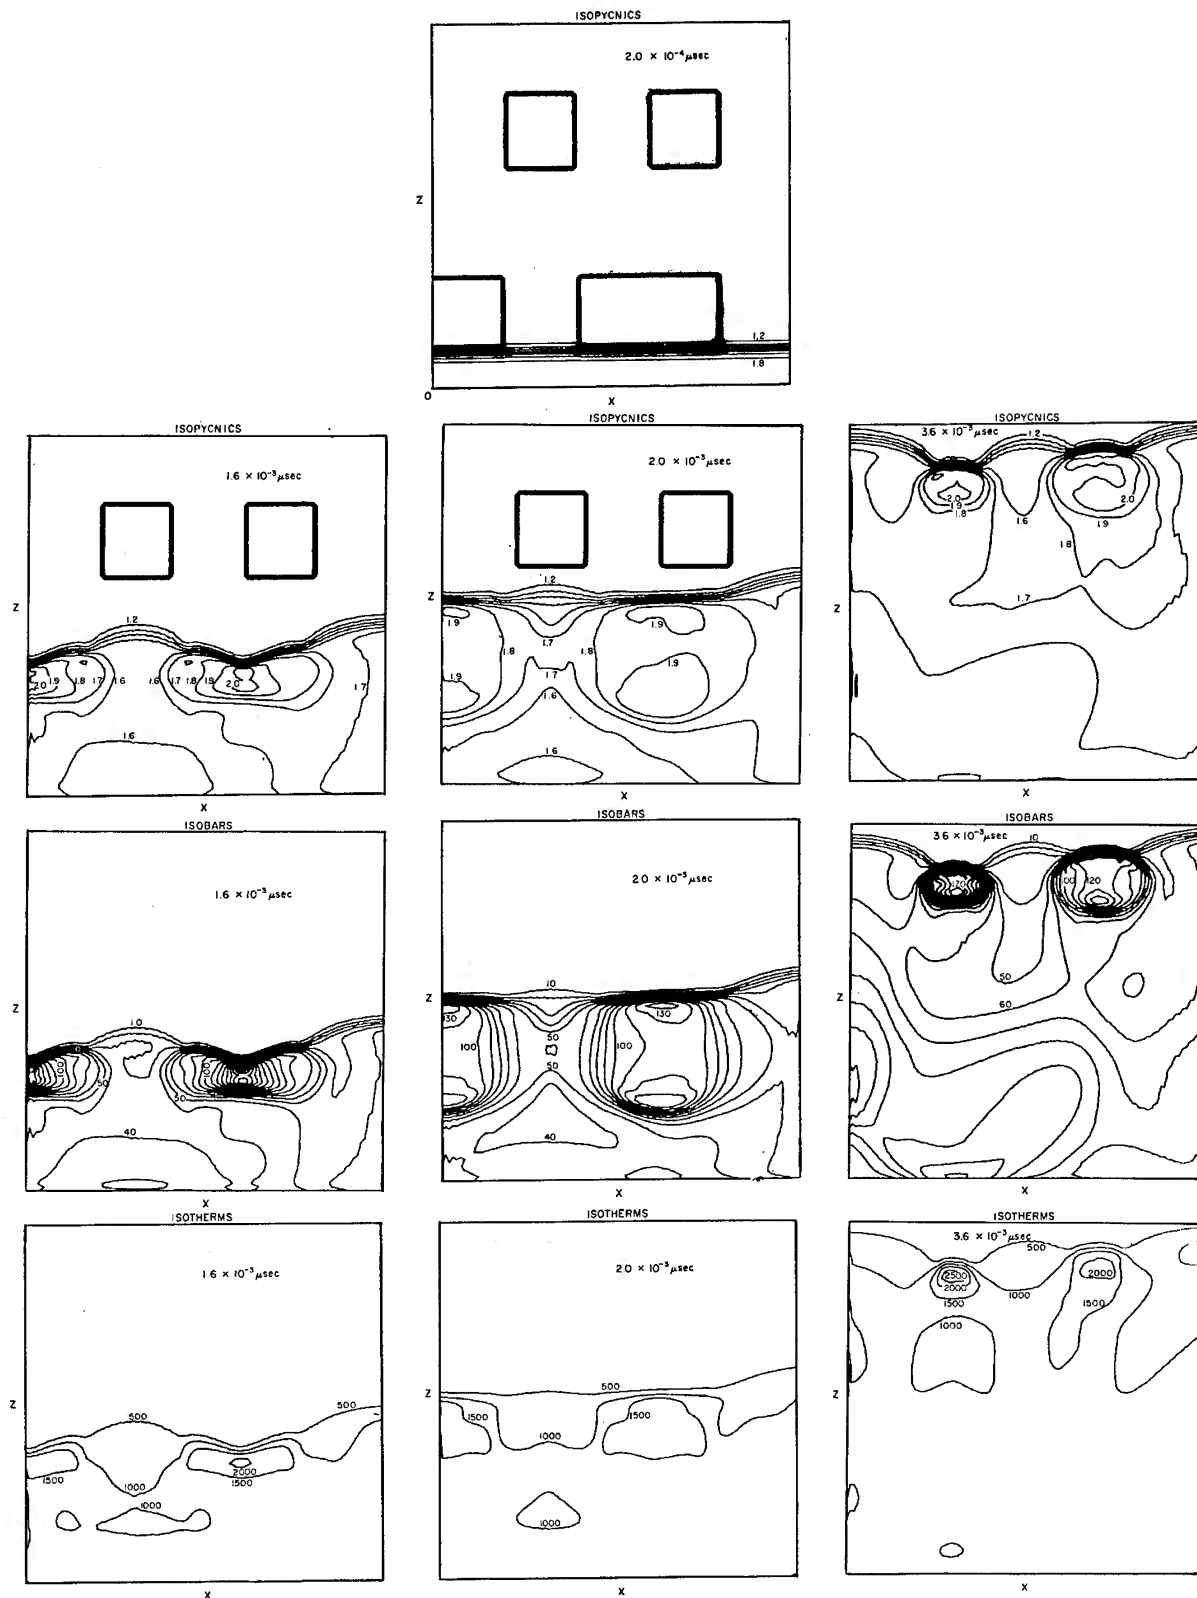 ISOPYCNICS
2.0 × 10⁻⁴ μsec
Z
1.2
1.8
0
X
ISOPYCNICS
1.6 × 10⁻³ μsec
Z
1.2
2.0 1.9 1.8 1.7 1.6 1.6 1.7 1.8 1.9 2.0 1.7
1.6
X
ISOPYCNICS
2.0 × 10⁻³ μsec
Z
1.2
1.9 1.9
1.8 1.7 1.8
1.9 1.7 1.9
1.6
1.6
X
ISOPYCNICS
3.6 × 10⁻³ μsec 1.2
2.0 2.0
1.9
1.8 1.6 1.9
1.8
1.7
Z
X
ISOBARS
1.6 × 10⁻³ μsec
Z
10
100 100
50 50
40
X
ISOBARS
20 × 10⁻³ μsec
Z
10
130 130
50
100 100
50
40
X
ISOBARS
3.6 × 10⁻³ μsec 10
170 100 120
50
60
Z
X
ISOTHERMS
1.6 × 10⁻³ μsec
Z
500 500
1500 2000
1500
1000
1000
X
ISOTHERMS
20 × 10⁻³ μsec
Z
500
1500 1500
1000
1000
X
ISOTHERMS
3.6 × 10⁻³ μsec 500
2500 2000
2000
1500 1000 1500
1000
Z
X